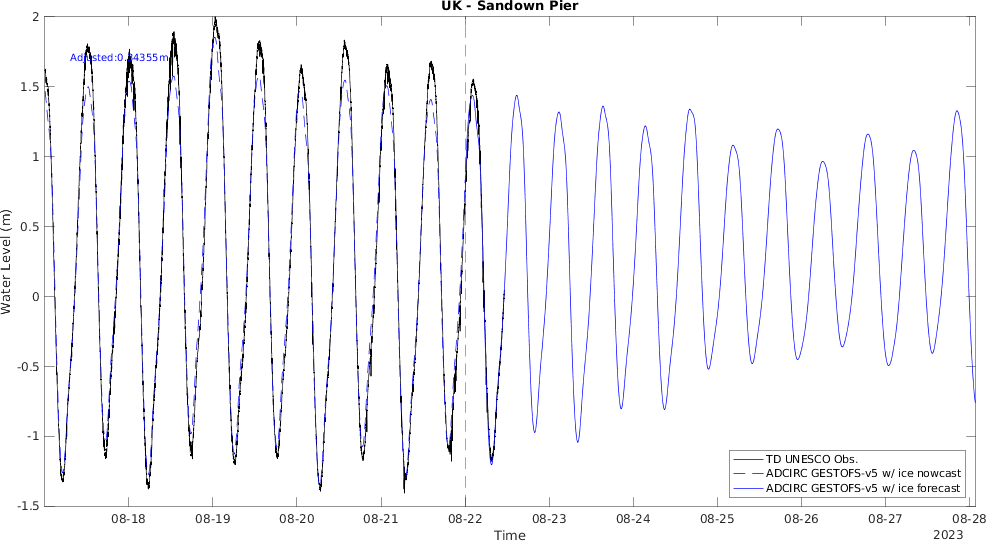 UK - Sandown Pier
2
1.5
1
0.5
0
-0.5
-1
-1.5
Water Level (m)
08-18 08-19 08-20 08-21 08-22 08-23 08-24 08-25 08-26 08-27 08-28
Time
2023
TD UNESCO Obs.
ADCIRC GESTOFS-v5 w/ ice nowcast
ADCIRC GESTOFS-v5 w/ ice forecast